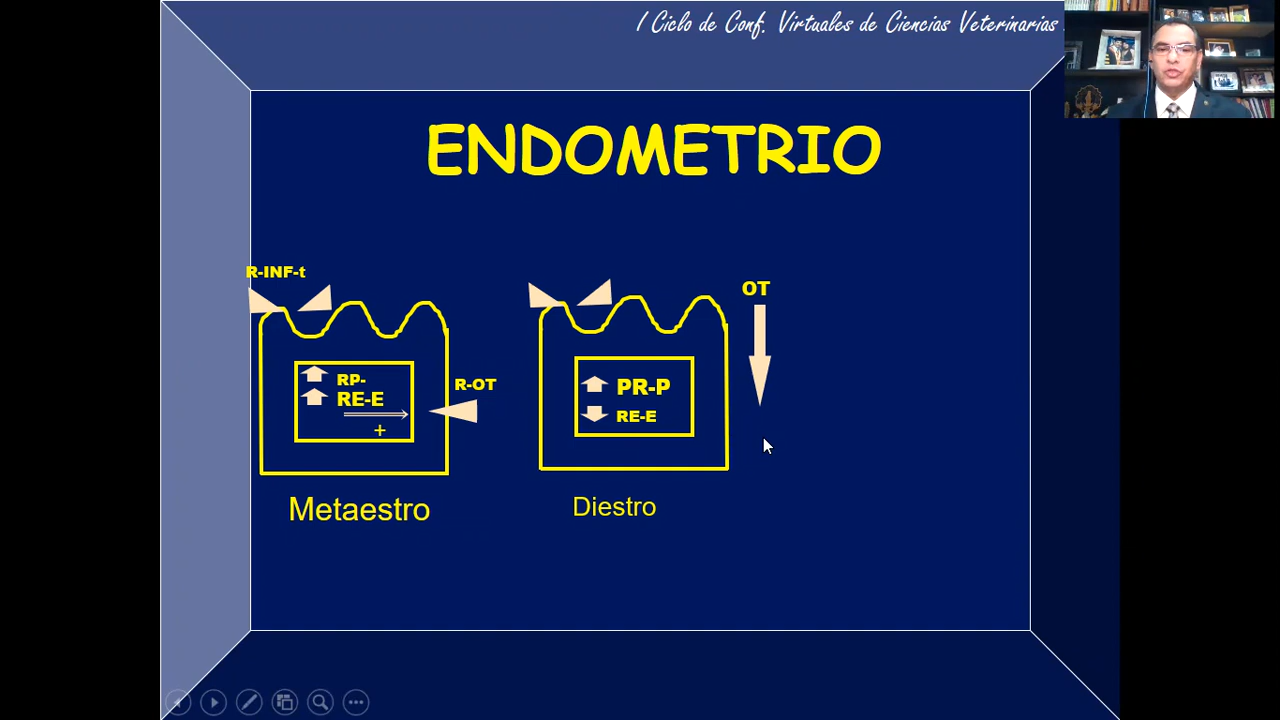 I Ciclo de Conf. Virtuales de Ciencias Veterinarias
ENDOMETRIO
R-INF-t
RP-
RE-E
+
R-OT
Metaestro
PR-P
RE-E
Diestro
OT